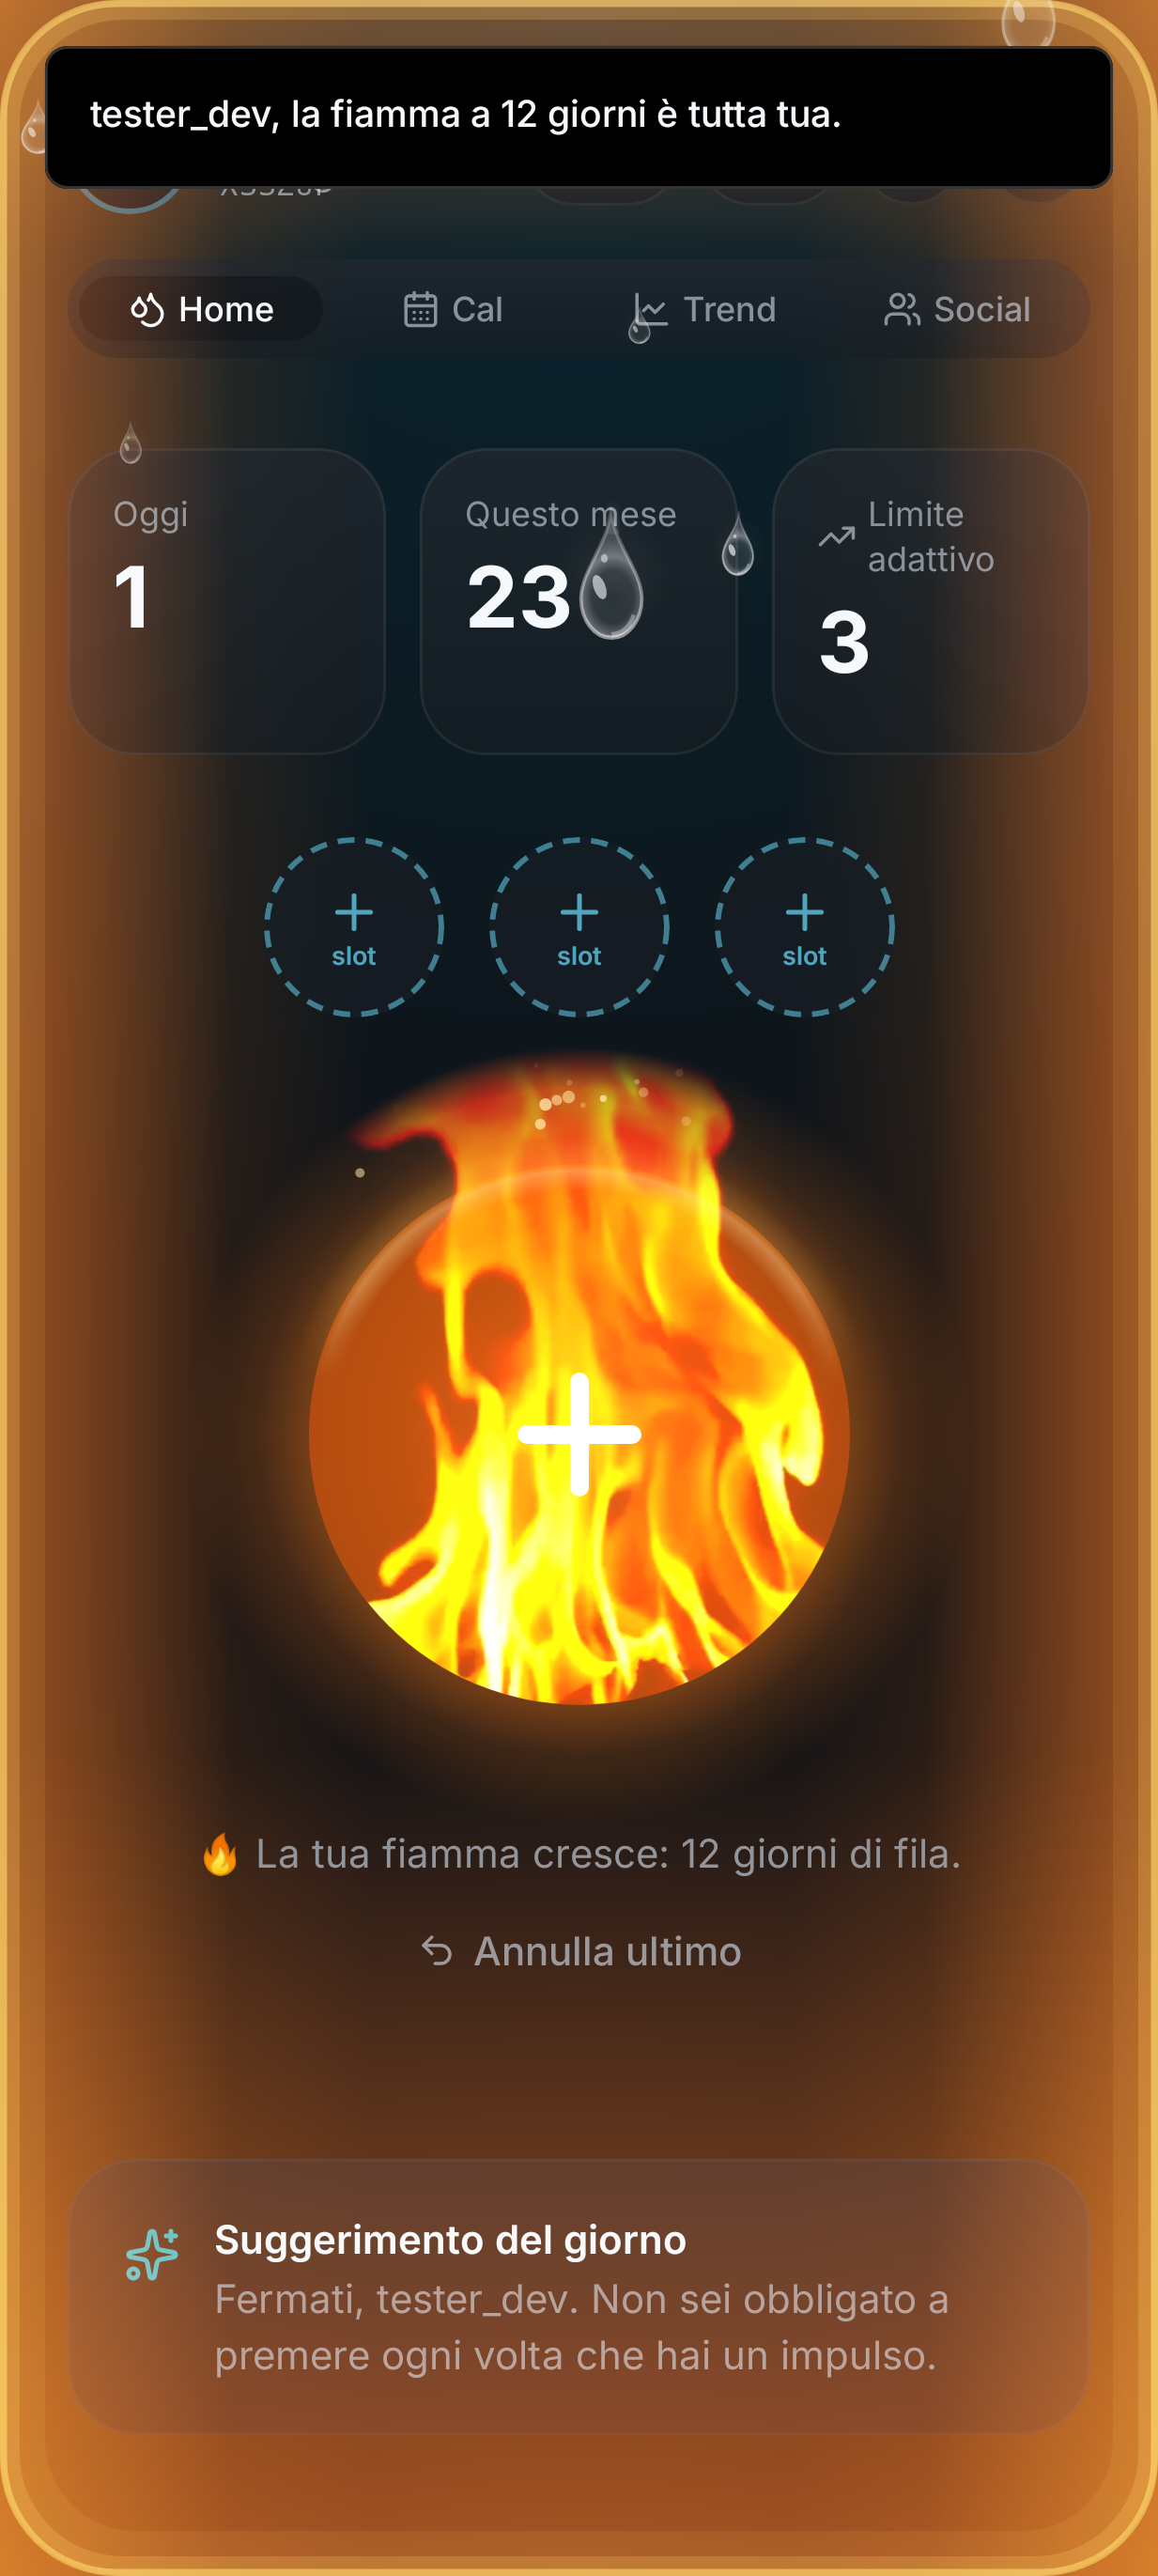 tester_dev, la fiamma a 12 giorni è tutta tua.
Home
Cal
Trend
Social
Oggi
1
Questo mese
23
Limite
adattivo
3
slot
slot
slot
🔥 La tua fiamma cresce: 12 giorni di fila.
Annulla ultimo
Suggerimento del giorno
Fermati, tester_dev. Non sei obbligato a
premere ogni volta che hai un impulso.